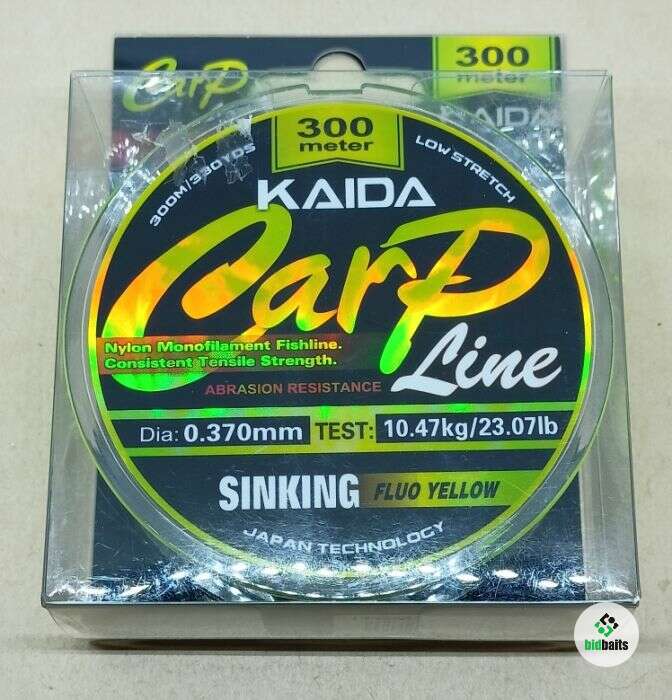 Carp
300
meter
KAIDA
300
meter
300M/330YDS
LOW STRETCH
KAIDA
Carp
Line
Nylon Monofilament Fishline.
Consistent Tensile Strength.
ABRASION RESISTANCE
Dia: 0.370mm TEST: 10.47kg/23.07lb
SINKING FLUO YELLOW
JAPAN TECHNOLOGY
bidbaits